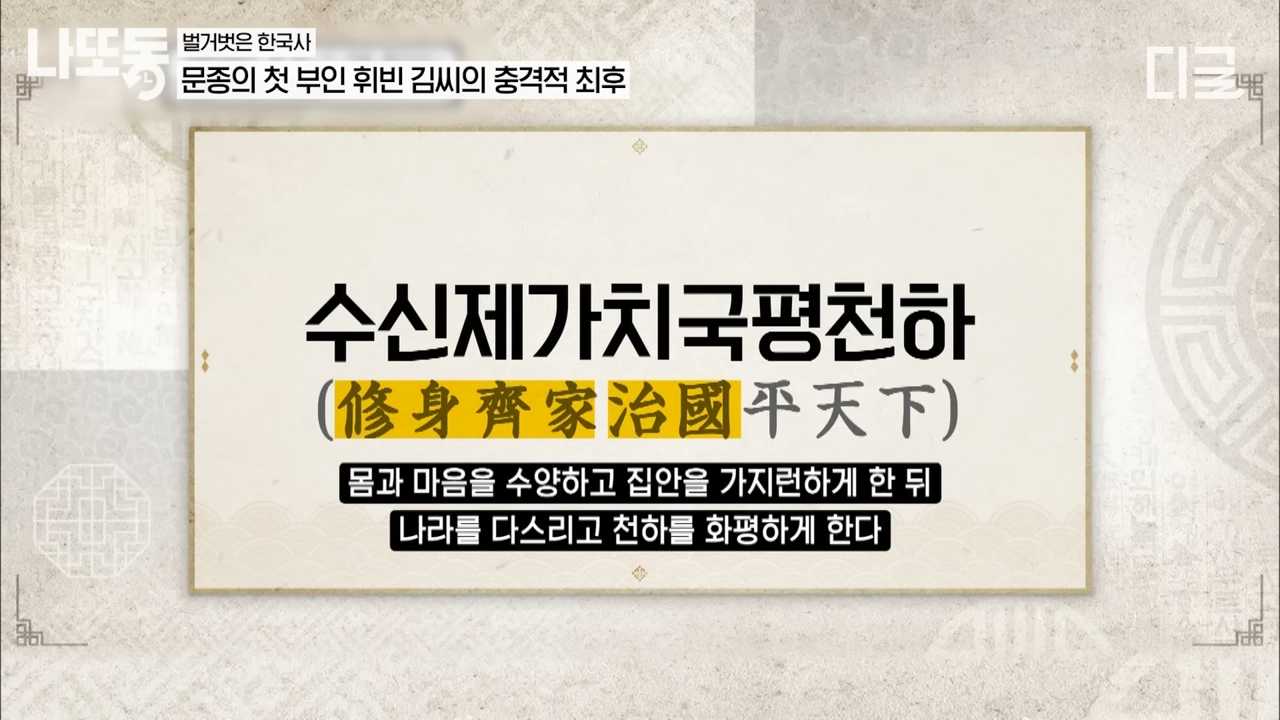 나또동
벌거벗은 한국사
문종의 첫 부인 휘빈 김씨의 충격적 최후
디글
수신제가치국평천하
(修身齊家治國平天下)
몸과 마음을 수양하고 집안을 가지런하게 한 뒤
나라를 다스리고 천하를 화평하게 한다